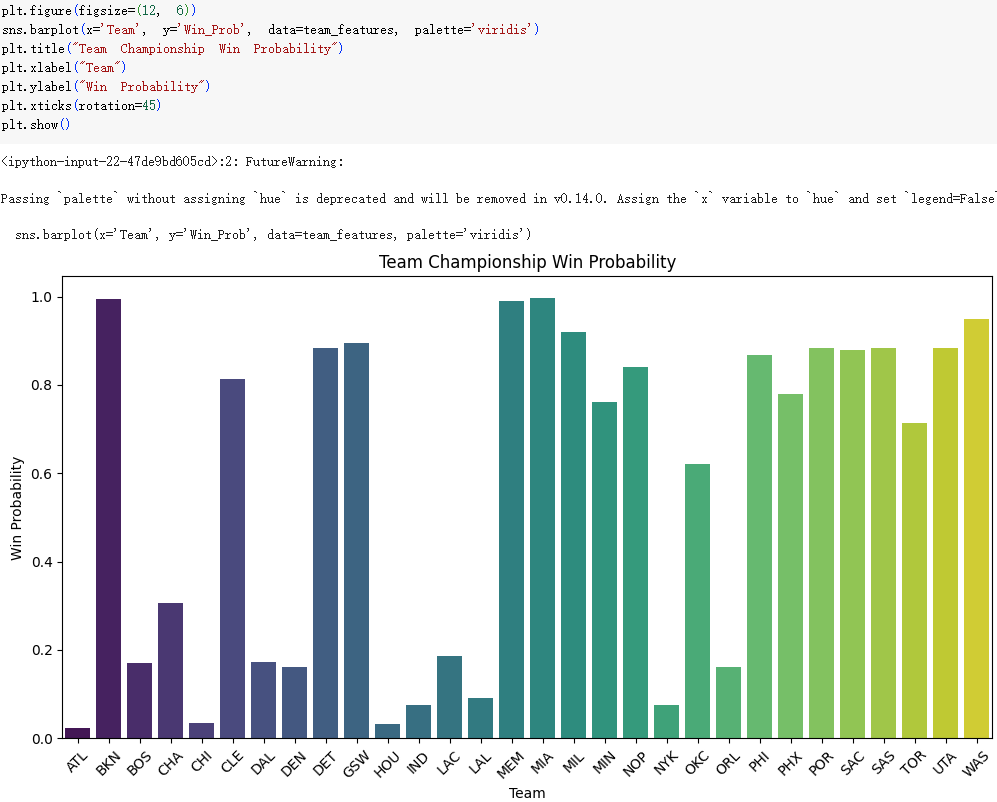 plt.figure(figsize=(12, 6))
sns.barplot(x='Team', y='Win_Prob', data=team_features, palette='viridis')
plt.title("Team Championship Win Probability")
plt.xlabel("Team")
plt.ylabel("Win Probability")
plt.xticks(rotation=45)
plt.show()
<ipython-input-22-47de9bd605cd>:2: FutureWarning:
Passing `palette` without assigning `hue` is deprecated and will be removed in v0.14.0. Assign the `x` variable to `hue` and set `legend=False
sns.barplot(x='Team', y='Win_Prob', data=team_features, palette='viridis')
Team Championship Win Probability
Win Probability
1.0
0.8
0.6
0.4
0.2
0.0
ATL BKN BOS CHA CHI CLE DAL DEN DET GSW HOU IND LAC LAL MEM MIA MIL MIN NOP NYK OKC ORL PHI PHX POR SAC SAS TOR UTA WAS
Team